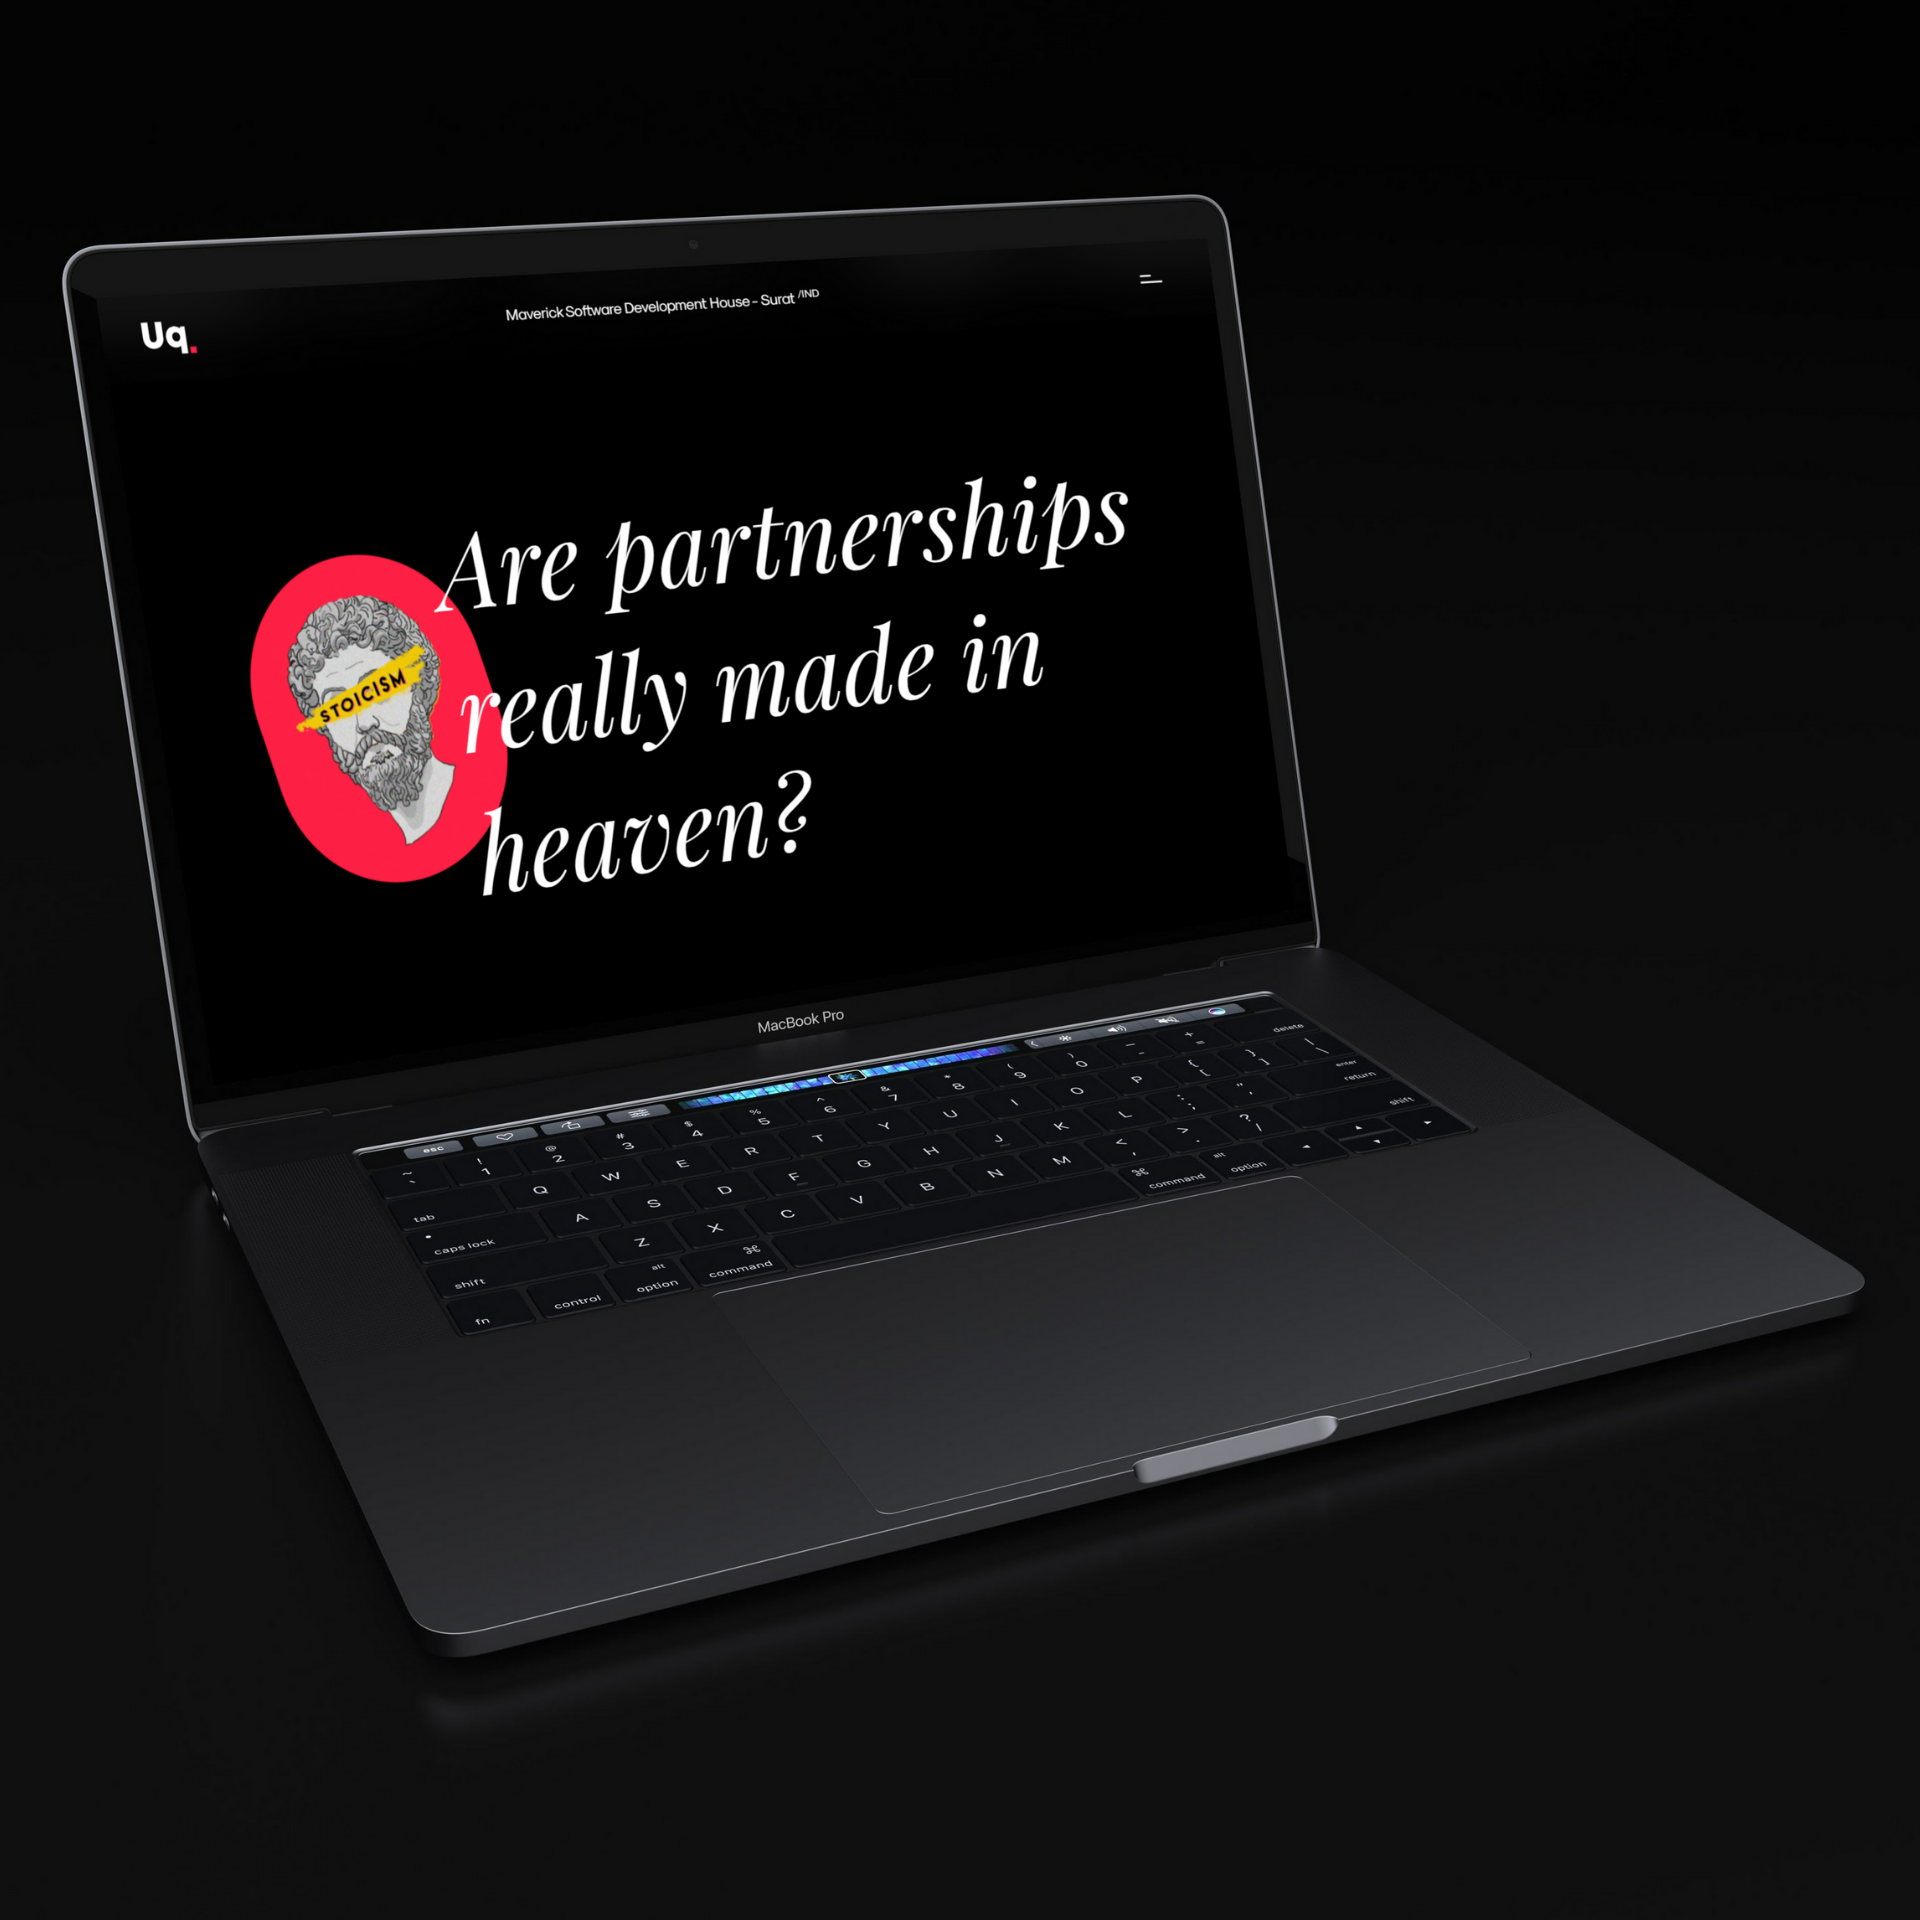 Uq.
Maverick Software Development House - Surat /IND
Are partnerships
really made in
heaven?
STOICISM
MacBook Pro
esc
~ ! @ # $ % ^ & * ( ) _ + delete
` 1 2 3 4 5 6 7 8 9 0 - =
tab Q W E R T Y U I O P { [ } ] | \
caps lock A S D F G H J K L : ; " ' enter return
shift Z X C V B N M < , > . ? / shift
fn control alt option ⌘ command ⌘ command alt option